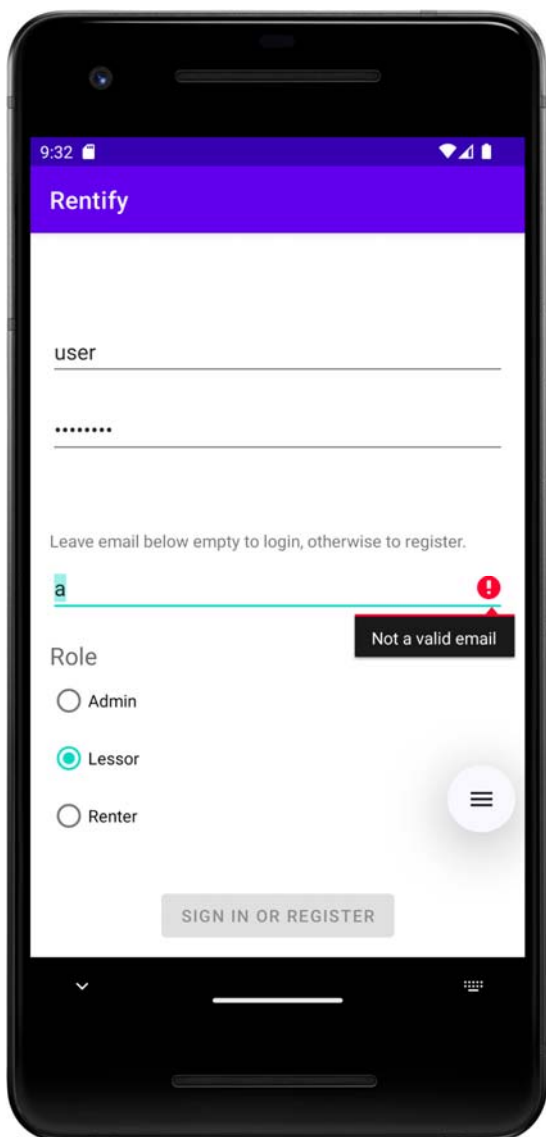 9:32
Rentify
user
••••••••
Leave email below empty to login, otherwise to register.
a
Not a valid email
Role
Admin
Lessor
Renter
SIGN IN OR REGISTER